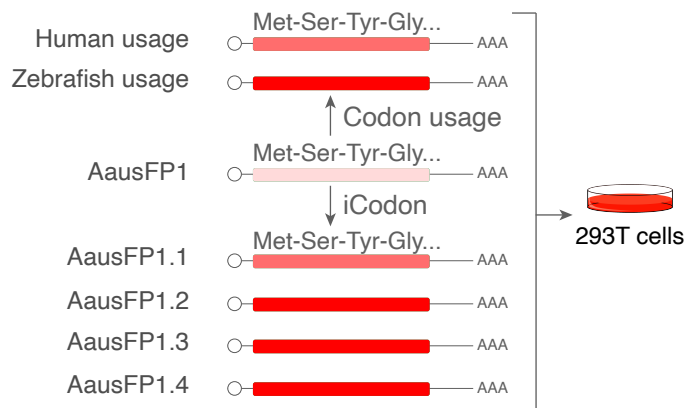 Met-Ser-Tyr-Gly...
Human usage AAA
Zebrafish usage AAA
Codon usage
Met-Ser-Tyr-Gly...
AausFP1 AAA
iCodon
293T cells
Met-Ser-Tyr-Gly...
AausFP1.1 AAA
AausFP1.2 AAA
AausFP1.3 AAA
AausFP1.4 AAA